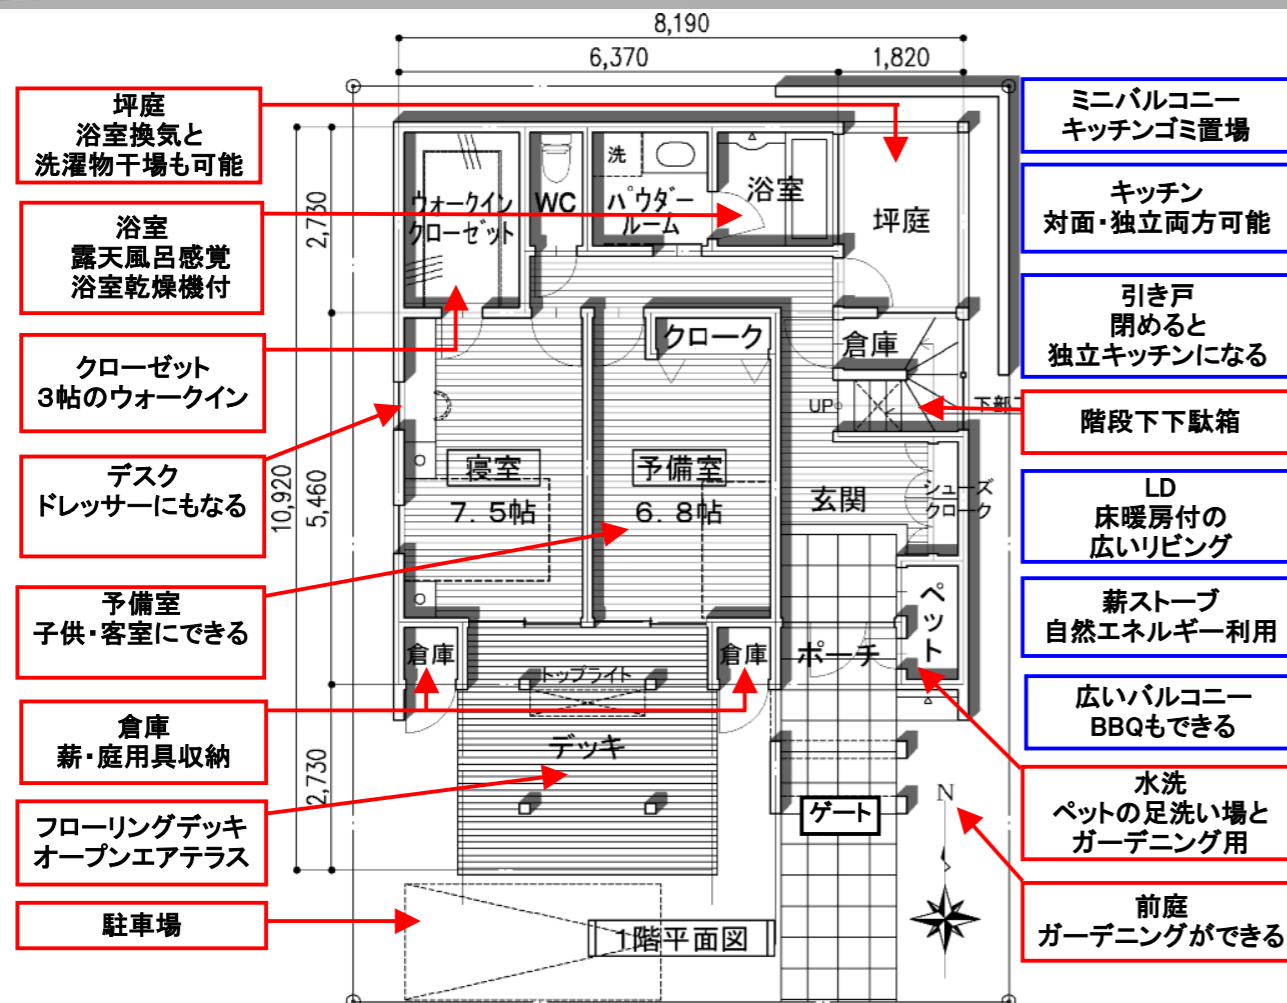 8,190
6,370
1,820
坪庭
浴室換気と
洗濯物干場も可能
浴室
露天風呂感覚
浴室乾燥機付
クローゼット
3帖のウォークイン
デスク
ドレッサーにもなる
予備室
子供・客室にできる
倉庫
薪・庭用具収納
フローリングデッキ
オープンエアテラス
駐車場
10,920
2,730
5,460
2,730
ウォークイン
クローゼット
WC
洗
パウダー
ルーム
浴室
坪庭
クローク
倉庫
UP
下部
寝室
7.5帖
予備室
6.8帖
玄関
シューズ
クローク
ペット
倉庫
倉庫
ポーチ
トップライト
デッキ
ゲート
N
1階平面図
ミニバルコニー
キッチンゴミ置場
キッチン
対面・独立両方可能
引き戸
閉めると
独立キッチンになる
階段下下駄箱
LD
床暖房付の
広いリビング
薪ストーブ
自然エネルギー利用
広いバルコニー
BBQもできる
水洗
ペットの足洗い場と
ガーデニング用
前庭
ガーデニングができる